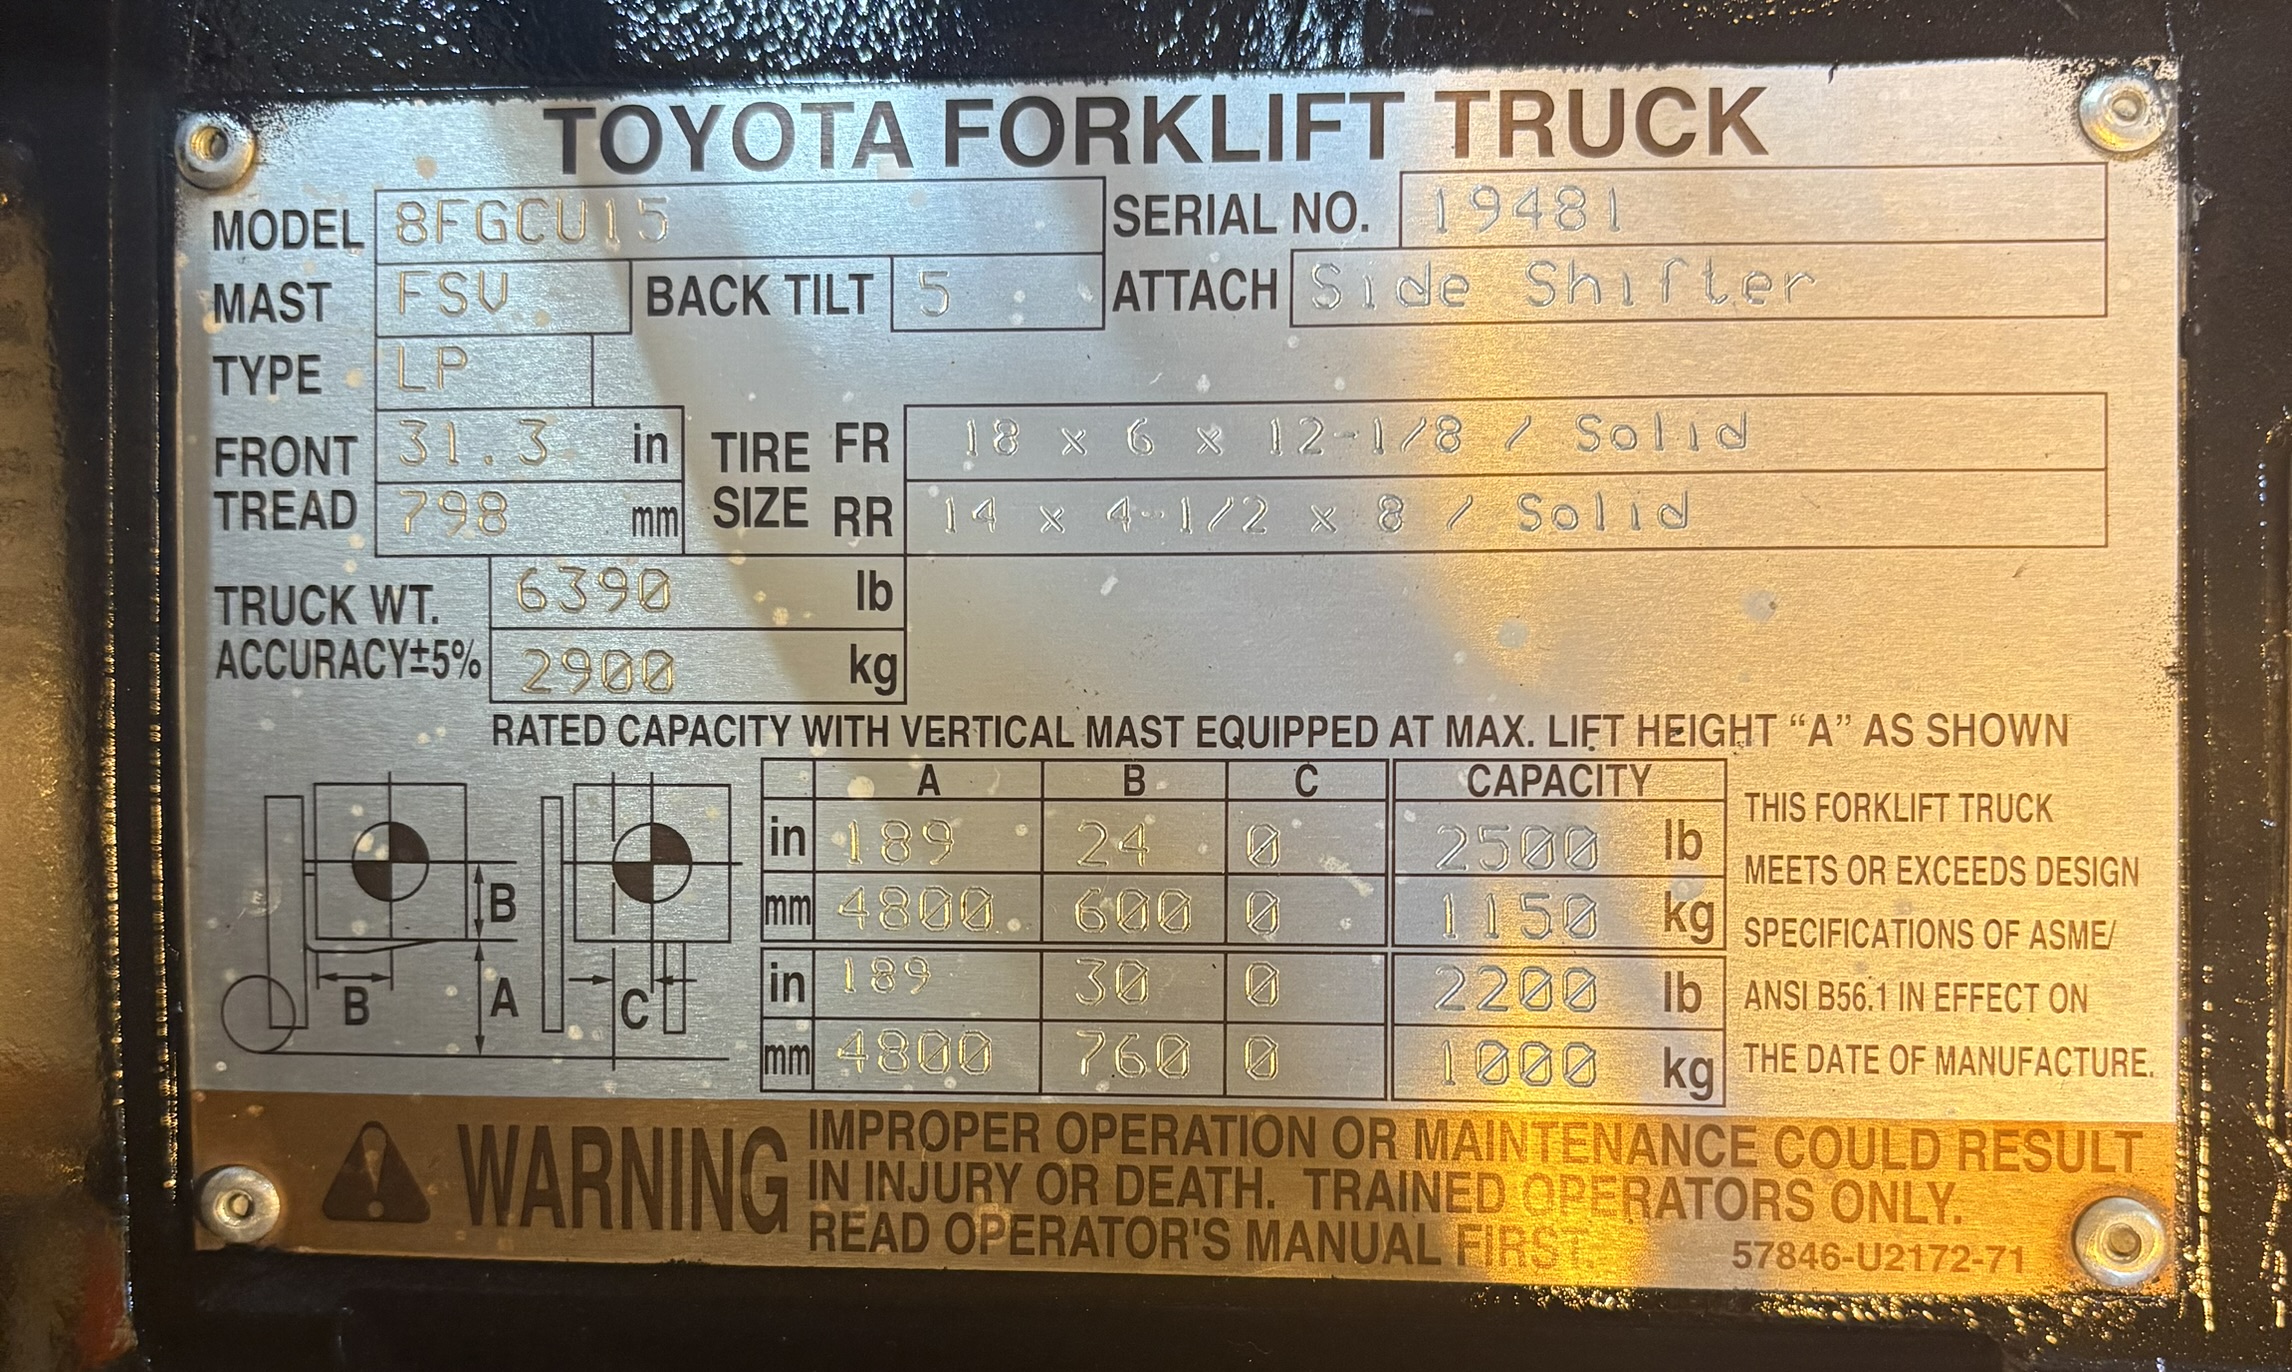 TOYOTA FORKLIFT TRUCK
MODEL 8FGCU15 SERIAL NO. 19481
MAST FSV BACK TILT 5 ATTACH Side Shifter
TYPE LP
FRONT TREAD 31.3 in TIRE SIZE FR 18 x 6 x 12-1/8 / Solid
798 mm RR 14 x 4-1/2 x 8 / Solid
TRUCK WT. 6390 lb
ACCURACY±5% 2900 kg
RATED CAPACITY WITH VERTICAL MAST EQUIPPED AT MAX. LIFT HEIGHT “A” AS SHOWN
B
B
A
C
A B C CAPACITY
in 189 24 0 2500 lb
mm 4800 600 0 1150 kg
in 189 30 0 2200 lb
mm 4800 760 0 1000 kg
THIS FORKLIFT TRUCK
MEETS OR EXCEEDS DESIGN
SPECIFICATIONS OF ASME/
ANSI B56.1 IN EFFECT ON
THE DATE OF MANUFACTURE.
WARNING
IMPROPER OPERATION OR MAINTENANCE COULD RESULT
IN INJURY OR DEATH. TRAINED OPERATORS ONLY.
READ OPERATOR'S MANUAL FIRST.
57846-U2172-71